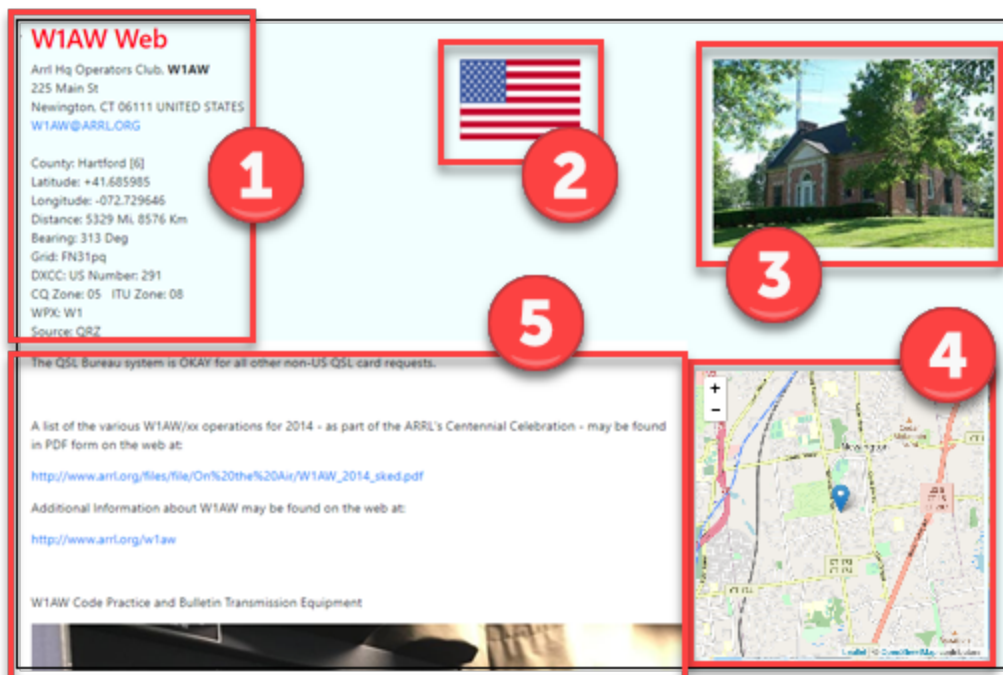 W1AW Web
Arrl Hq Operators Club, W1AW
225 Main St
Newington, CT 06111 UNITED STATES
W1AW@ARRL.ORG
County: Hartford [6]
Latitude: +41.685985
Longitude: -072.729646
Distance: 5329 Mi, 8576 Km
Bearing: 313 Deg
Grid: FN31pq
DXCC: US Number: 291
CQ Zone: 05 ITU Zone: 08
WPX: W1
Source: QRZ
1
2
3
5
The QSL Bureau system is OKAY for all other non-US QSL card requests.
A list of the various W1AW/xx operations for 2014 - as part of the ARRL's Centennial Celebration - may be found
in PDF form on the web at:
http://www.arrl.org/files/file/On%20the%20Air/W1AW_2014_sked.pdf
Additional Information about W1AW may be found on the web at:
http://www.arrl.org/w1aw
W1AW Code Practice and Bulletin Transmission Equipment
4
+
−
Newington
CT 174
Leaflet | © OpenStreetMap contributors